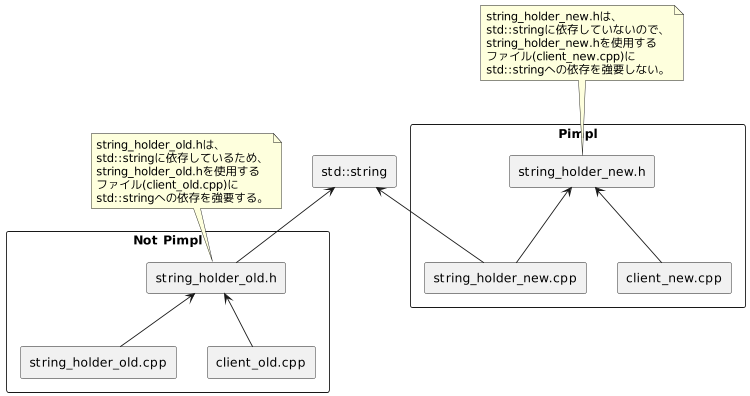 string_holder_new.hは、
std::stringに依存していないので、
string_holder_new.hを使用する
ファイル(client_new.cpp)に
std::stringへの依存を強要しない。
Pimpl
string_holder_old.hは、
std::stringに依存しているため、
string_holder_old.hを使用する
ファイル(client_old.cpp)に
std::stringへの依存を強要する。
std::string
string_holder_new.h
Not Pimpl
string_holder_old.h
string_holder_new.cpp
client_new.cpp
string_holder_old.cpp
client_old.cpp